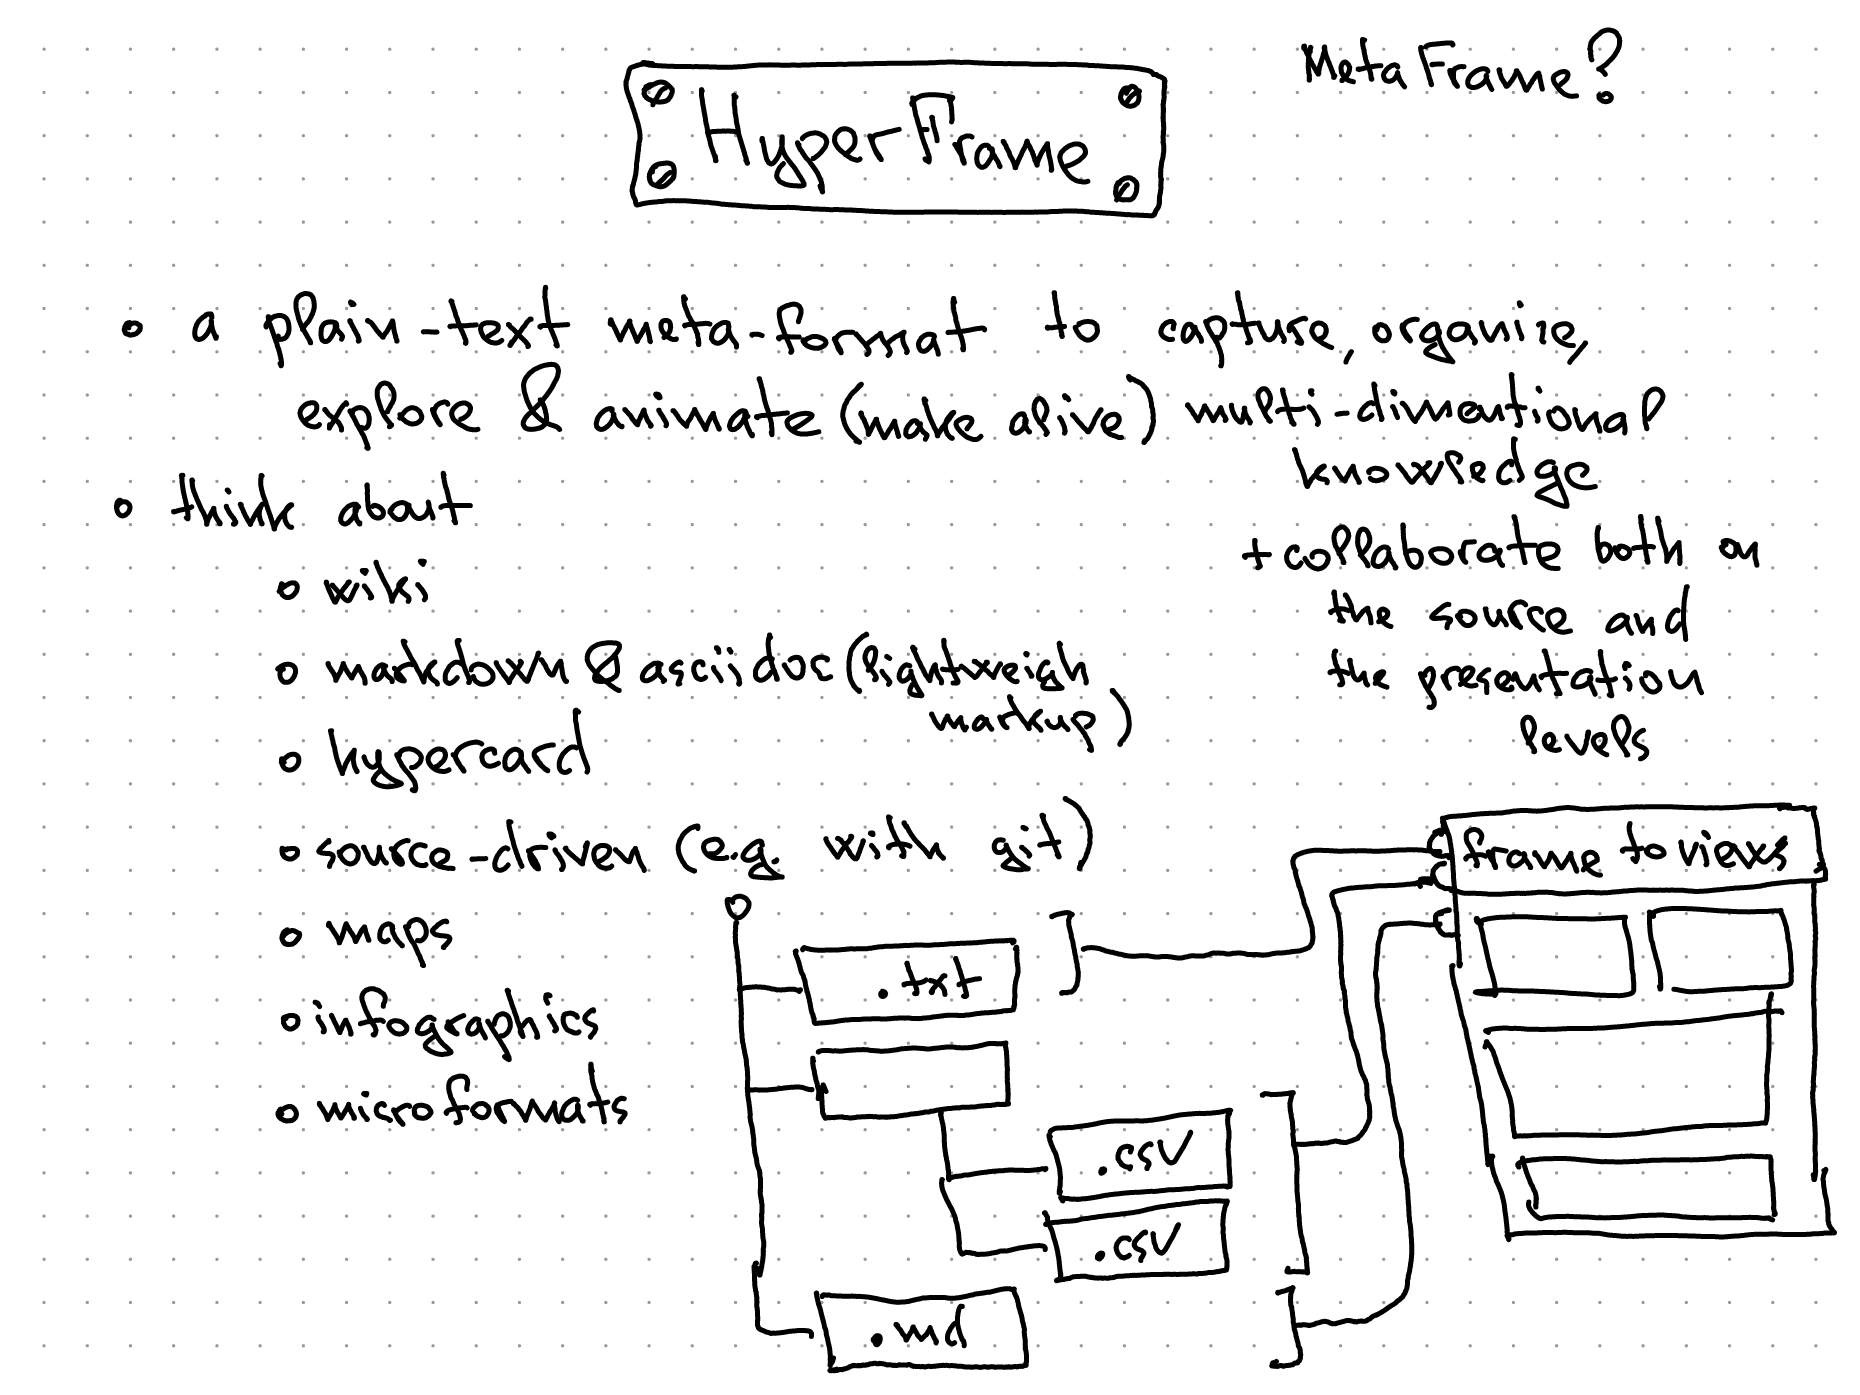 Meta Frame?
HyperFrame
• a plain-text meta-format to capture, organize,
explore & animate (make alive) multi-dimentional
knowledge
+ collaborate both on
the source and
the presentation
levels
• think about
• wiki
• markdown & asciidoc (lightweigh
markup)
• hypercard
• source-driven (e.g. with git)
• maps
• infographics
• microformats
frame to views
.txt
.csv
.csv
.md